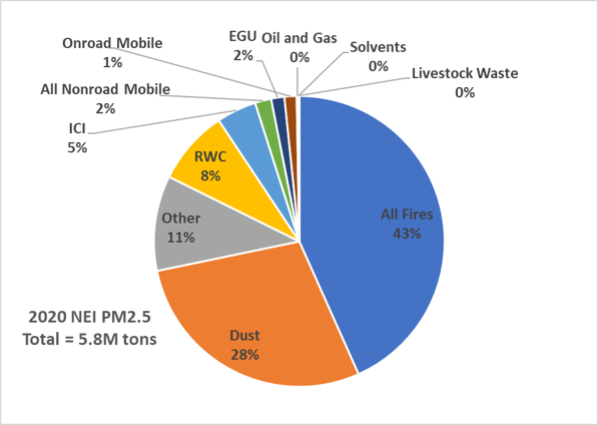 EGU
2%
Oil and Gas
0%
Onroad Mobile
1%
Solvents
0%
Livestock Waste
0%
All Nonroad Mobile
2%
ICI
5%
RWC
8%
All Fires
43%
Other
11%
2020 NEI PM2.5
Total = 5.8M tons
Dust
28%